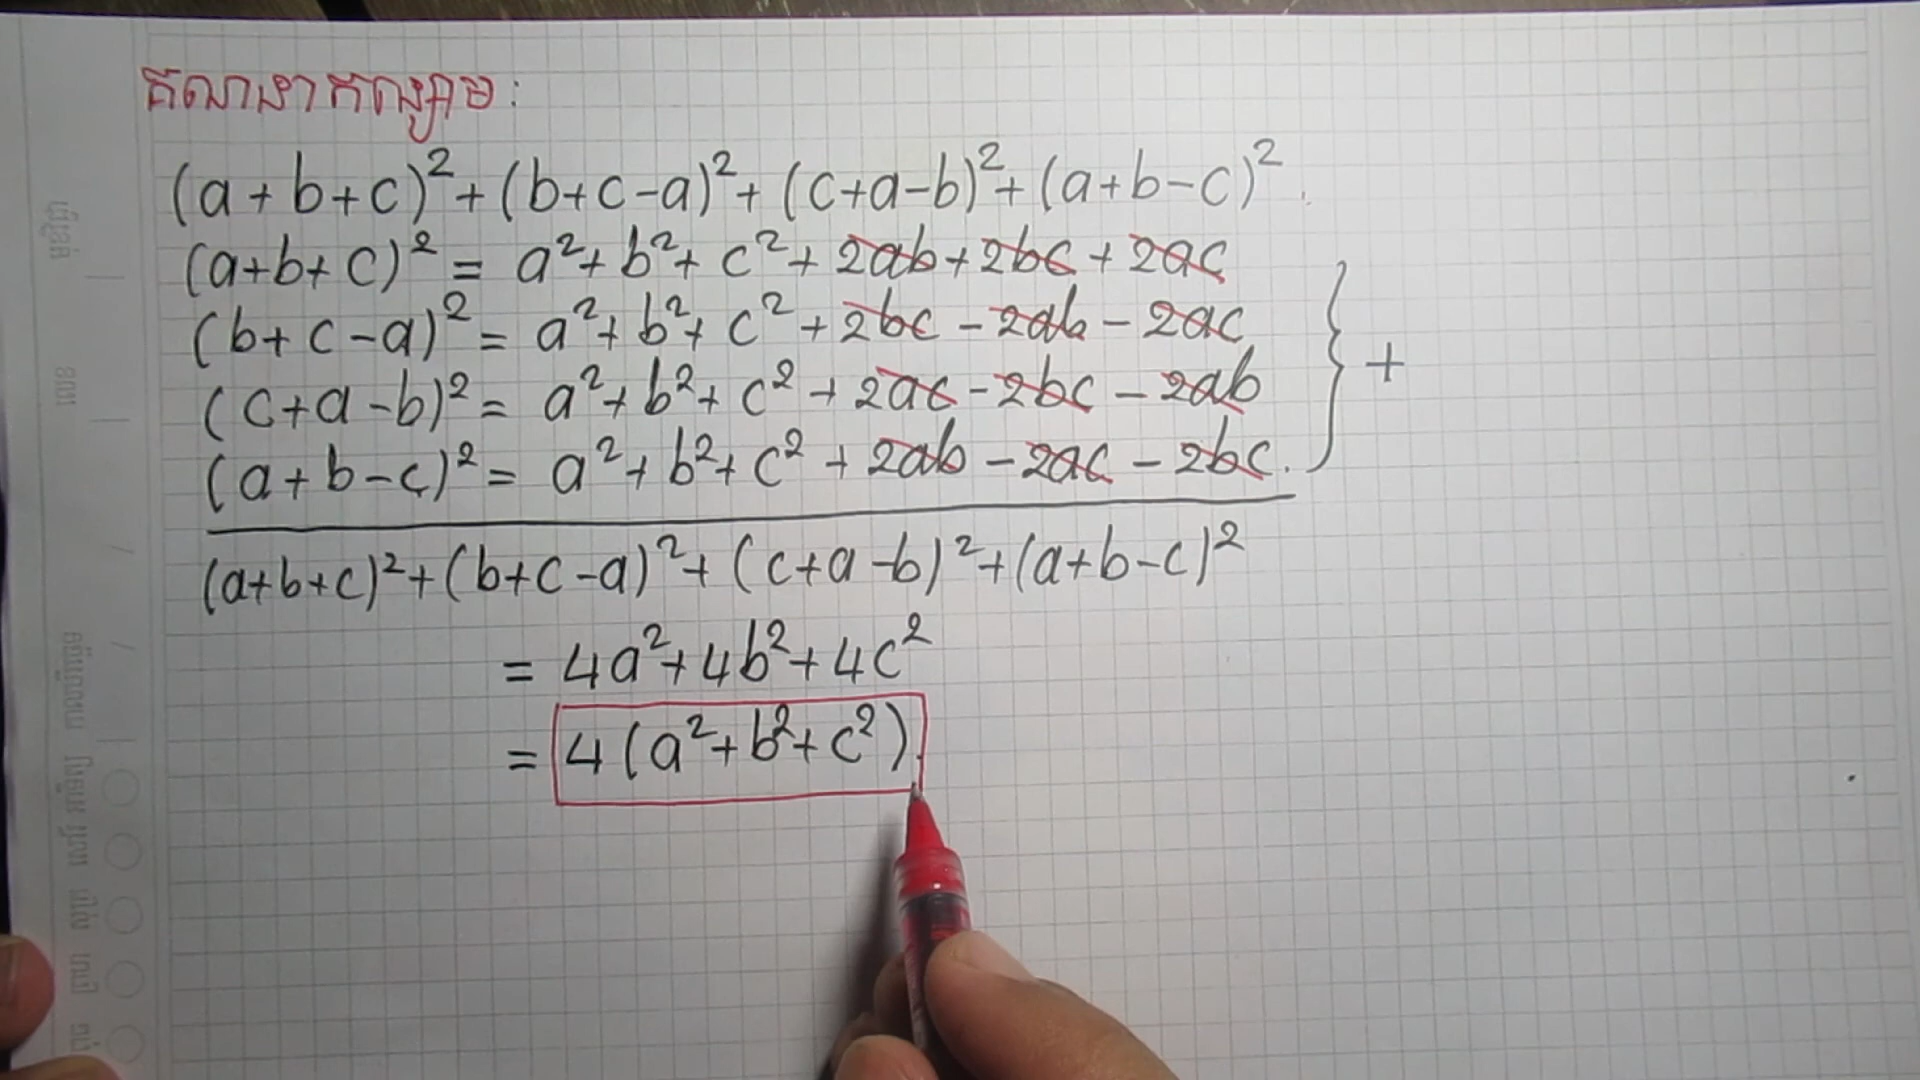 គណនាកន្សោម :
(a+b+c)²+(b+c-a)²+(c+a-b)²+(a+b-c)².
(a+b+c)² = a²+b²+c²+2ab+2bc+2ac
(b+c-a)² = a²+b²+c²+2bc-2ab-2ac
(c+a-b)² = a²+b²+c²+2ac-2bc-2ab
(a+b-c)² = a²+b²+c²+2ab-2ac-2bc.
+
(a+b+c)²+(b+c-a)²+(c+a-b)²+(a+b-c)²
= 4a²+4b²+4c²
= 4(a²+b²+c²).